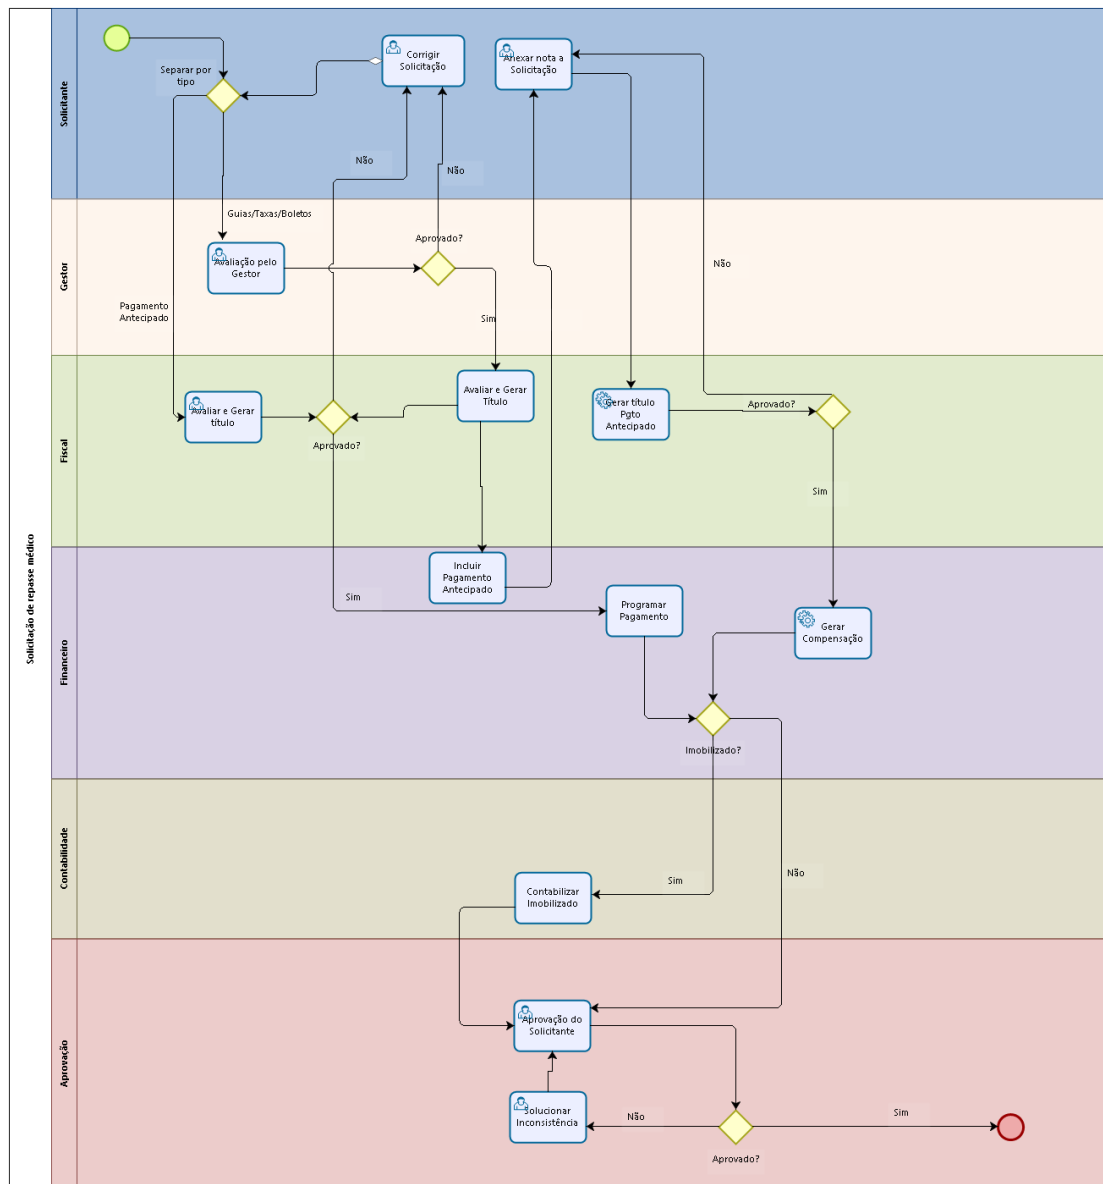 Solicitação de repasse médico
Solicitante
Separar por
tipo
Corrigir
Solicitação
Anexar nota a
Solicitação
Não
Não
Guias/Taxas/Boletos
Gestor
Avaliação pelo
Gestor
Aprovado?
Não
Pagamento
Antecipado
Sim
Fiscal
Avaliar e Gerar
título
Aprovado?
Avaliar e Gerar
Título
Gerar título
Pgto
Antecipado
Aprovado?
Sim
Financeiro
Incluir
Pagamento
Antecipado
Sim
Programar
Pagamento
Gerar
Compensação
Imobilizado?
Contabilidade
Contabilizar
Imobilizado
Sim
Não
Aprovação
Aprovação do
Solicitante
Solucionar
Inconsistência
Não
Aprovado?
Sim